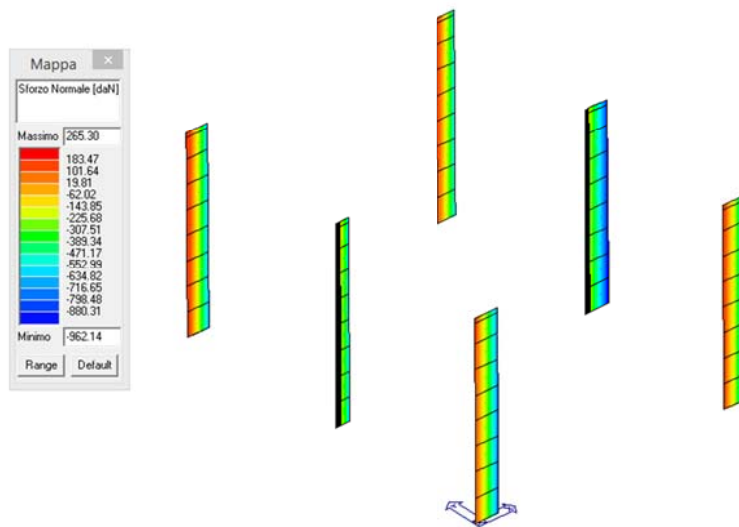 Mappa
Sforzo Normale [daN]
Massimo 265.30
183.47
101.64
19.81
-62.02
-143.85
-225.68
-307.51
-389.34
-471.17
-552.99
-634.82
-716.65
-798.48
-880.31
Minimo -962.14
Range Default